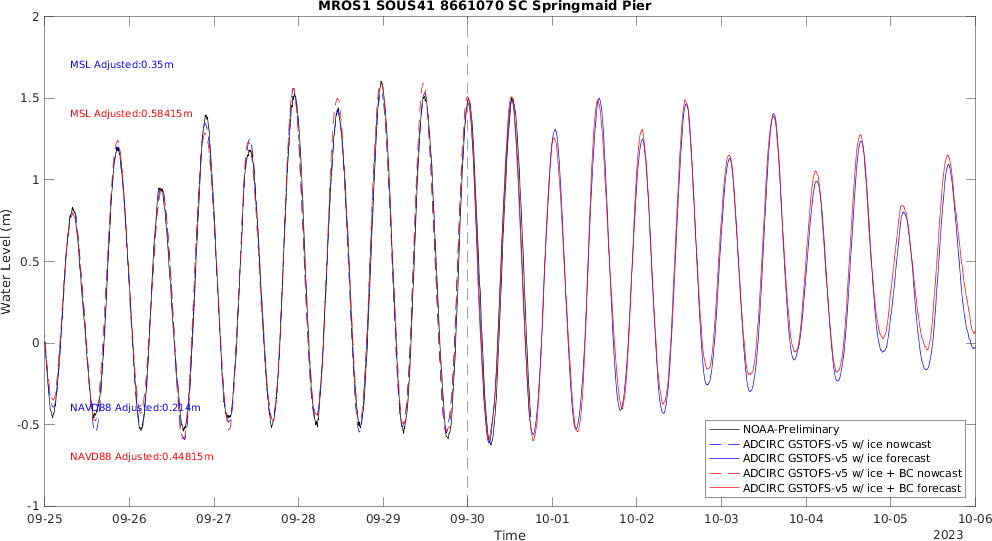 MROS1 SOUS41 8661070 SC Springmaid Pier
2
1.5
1
0.5
0
-0.5
-1
Water Level (m)
MSL Adjusted:0.35m
MSL Adjusted:0.58415m
NAVD88 Adjusted:0.214m
NAVD88 Adjusted:0.44815m
NOAA-Preliminary
ADCIRC GSTOFS-v5 w/ ice nowcast
ADCIRC GSTOFS-v5 w/ ice forecast
ADCIRC GSTOFS-v5 w/ ice + BC nowcast
ADCIRC GSTOFS-v5 w/ ice + BC forecast
09-25 09-26 09-27 09-28 09-29 09-30 10-01 10-02 10-03 10-04 10-05 10-06
Time
2023